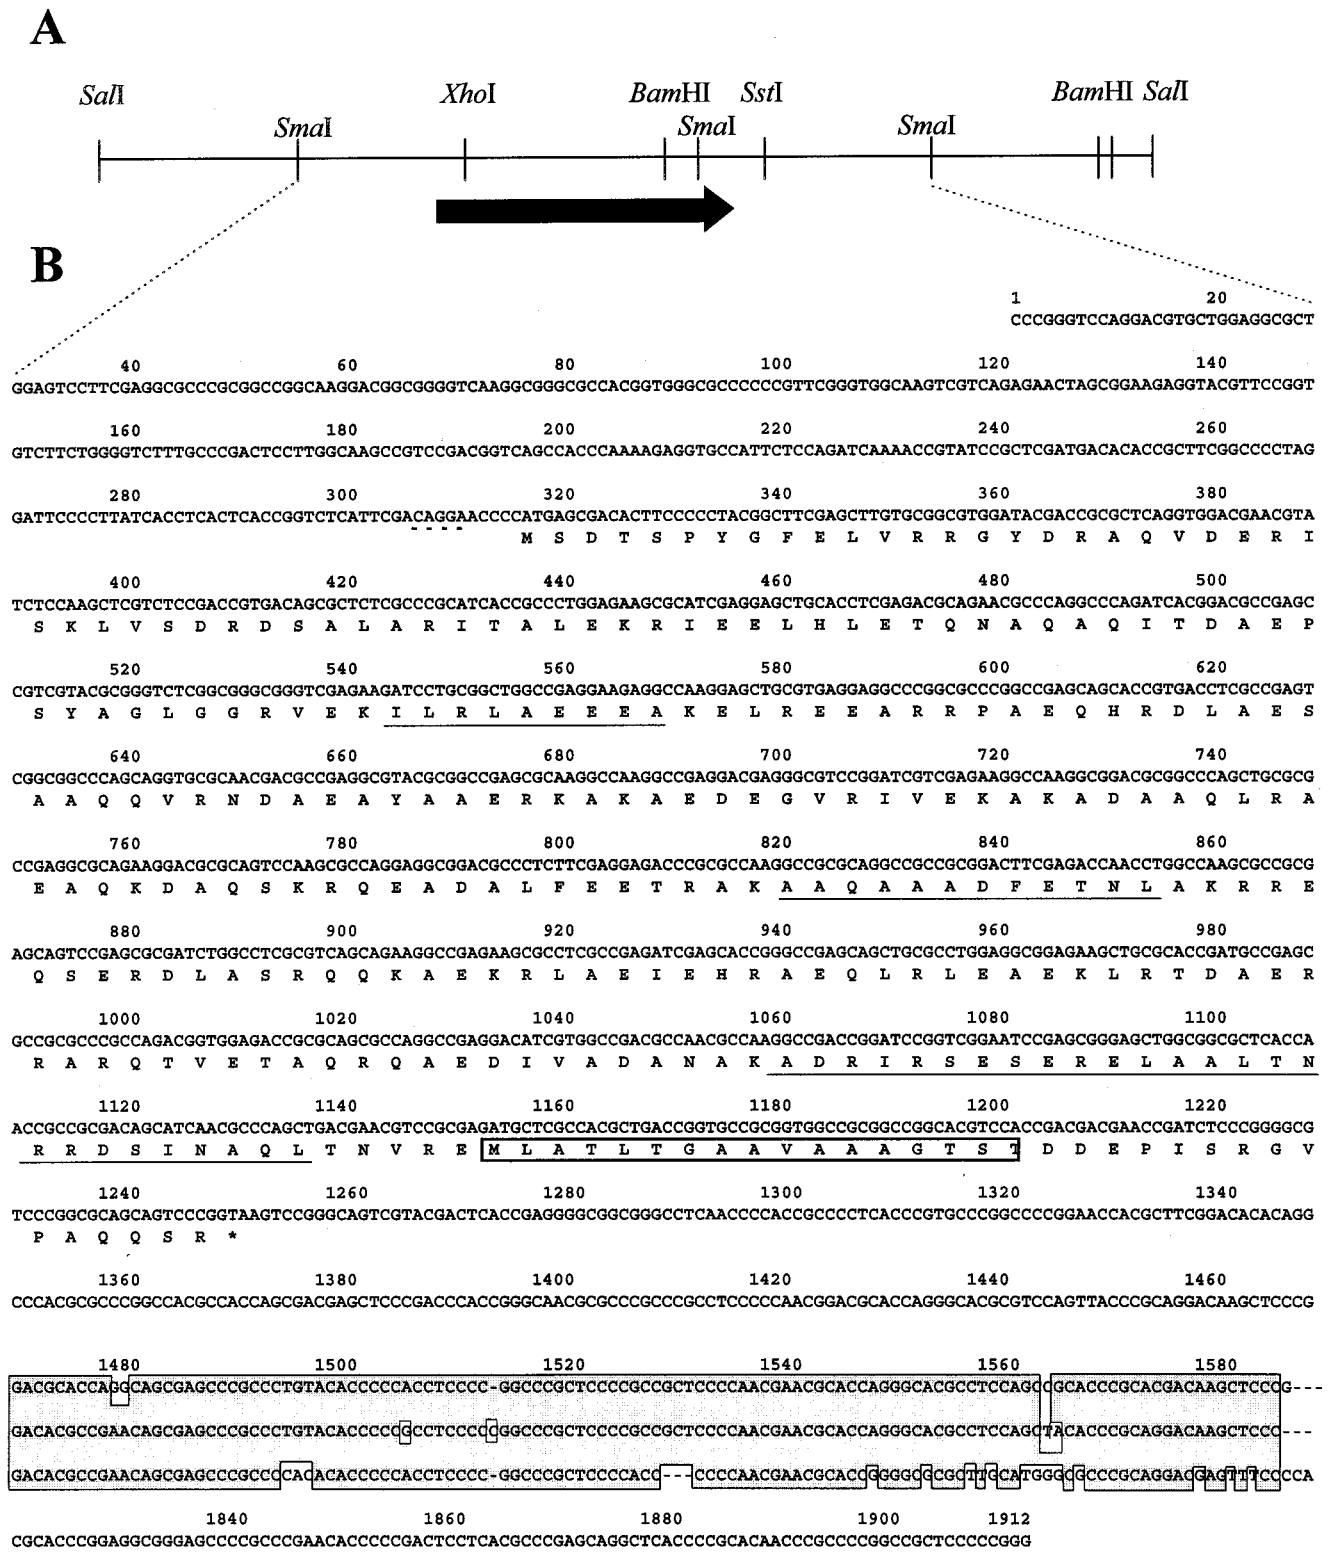 A
SalI XhoI BamHI SstI BamHI SalI
SmaI SmaI SmaI
B
1 20
CCCGGGTCCAGGACGTGCTGGAGGCGCT
40 60 80 100 120 140
GGAGTCCTTCGAGGCGCCCGCGGCCGGCAAGGACGGCGGGGTCAAGGCGGGCGCCACGGTGGGCGCCCCCCCGTTCGGGTGGCAAGTCGTCAGAGAACTAGCGGAAGAGGTACGTTCCGGT
160 180 200 220 240 260
GTCTTCTGGGGTCTTTGCCCGACTCCTTGGCAAGCCGTCCGACGGTCAGCCACCCAAAAGAGGTGCCATTCTCCAGATCAAAACCGTATCCGCTCGATGACACACCGCTTCGGCCCCTAG
280 300 320 340 360 380
GATTCCCCTTATCACCTCACTCACCGGTCTCATTCGACAGGAACCCCATGAGCGACACTTCCCCCTACGGCTTCGAGCTTGTGCGGCGTGGATACGACCGCGCTCAGGTGGACGAACGTA
M S D T S P Y G F E L V R R G Y D R A Q V D E R I
400 420 440 460 480 500
TCTCCAAGCTCGTCTCCGACCGTGACAGCGCTCTCGCCCGCATCACCGCCCTGGAGAAGCGCATCGAGGAGCTGCACCTCGAGACGCAGAACGCCCAGGCCCAGATCACGGACGCCGAGC
S K L V S D R D S A L A R I T A L E K R I E E L H L E T Q N A Q A Q I T D A E P
520 540 560 580 600 620
CGTCGTACGCGGGTCTCGGCGGGCGGGTCGAGAAGATCCTGCGGCTGGCCGAGGAAGAGGCCAAGGAGCTGCGTGAGGAGGCCCGGCGCCCGGCCGAGCAGCACCGTGACCTCGCCGAGT
S Y A G L G G R V E K I L R L A E E E A K E L R E E A R R P A E Q H R D L A E S
640 660 680 700 720 740
CGGCGGCCCAGCAGGTGCGCAACGACGCCGAGGCGTACGCGGCCGAGCGCAAGGCCAAGGCCGAGGACGAGGGCGTCCGGATCGTCGAGAAGGCCAAGGCGGACGCGGCCCAGCTGCGCG
A A Q Q V R N D A E A Y A A E R K A K A E D E G V R I V E K A K A D A A Q L R A
760 780 800 820 840 860
CCGAGGCGCAGAAGGACGCGCAGTCCAAGCGCCAGGAGGCGGACGCCCTCTTCGAGGAGACCCGCGCCAAGGCCGCGCAGGCCGCCGCGGACTTCGAGACCAACCTGGCCAAGCGCCGCG
E A Q K D A Q S K R Q E A D A L F E E T R A K A A Q A A A D F E T N L A K R R E
880 900 920 940 960 980
AGCAGTCCGAGCGCGATCTGGCCTCGCGTCAGCAGAAGGCCGAGAAGCGCCTCGCCGAGATCGAGCACCGGGCCGAGCAGCTGCGCCTGGAGGCGGAGAAGCTGCGCACCGATGCCGAGC
Q S E R D L A S R Q Q K A E K R L A E I E H R A E Q L R L E A E K L R T D A E R
1000 1020 1040 1060 1080 1100
GCCGCGCCCGCCAGACGGTGGAGACCGCGCAGCGCCAGGCCGAGGACATCGTGGCCGACGCCAACGCCAAGGCCGACCGGATCCGGTCGGAATCCGAGCGGGAGCTGGCGGCGCTCACCA
R A R Q T V E T A Q R Q A E D I V A D A N A K A D R I R S E S E R E L A A L T N
1120 1140 1160 1180 1200 1220
ACCGCCGCGACAGCATCAACGCCCAGCTGACGAACGTCCGCGAGATGCTCGCCACGCTGACCGGTGCCGCGGTGGCCGCGGCCGGCACGTCCACCGACGACGAACCGATCTCCCGGGGCG
R R D S I N A Q L T N V R E M L A T L T G A A V A A A G T S T D D E P I S R G V
1240 1260 1280 1300 1320 1340
TCCCGGCGCAGCAGTCCCGGTAAGTCCGGGCAGTCGTACGACTCACCGAGGGGCGGCGGGCCTCAACCCCACCGCCCCTCACCCGTGCCCGGCCCCGGAACCACGCTTCGGACACACAGG
P A Q Q S R *
1360 1380 1400 1420 1440 1460
CCCACGCGCCCGGCCACGCCACCAGCGACGAGCTCCCGACCCACCGGGCAACGCGCCCGCCCGCCTCCCCCAACGGACGCACCAGGGCACGCGTCCAGTTACCCGCAGGACAAGCTCCCG
1480 1500 1520 1540 1560 1580
GACGCACCAGGCAGCGAGCCCGCCCTGTACACCCCCACCTCCCC-GGCCCGCTCCCCGCCGCTCCCCAACGAACGCACCAGGGCACGCCTCCAGCCGCACCCGCACGACAAGCTCCCG---
GACACGCCGAACAGCGAGCCCGCCCTGTACACCCCCGCCTCCCCCGGCCCGCTCCCCGCCGCTCCCCAACGAACGCACCAGGGCACGCCTCCAGCTACACCCGCAGGACAAGCTCCC---
GACACGCCGAACAGCGAGCCCGCCCCACACACCCCCACCTCCCC-GGCCCGCTCCCCACC---CCCCAACGAACGCACCGGGGCGCGCTTGCATGGGCGCCCGCAGGACGAGTTTCCCCA
1840 1860 1880 1900 1912
CGCACCCGGAGGCGGGAGCCCCGCCCGAACACCCGACTCCTCACGCCCGAGCAGGCTCACCCCGCACAACCCGCCCCGGCCGCTCCCCCGGG